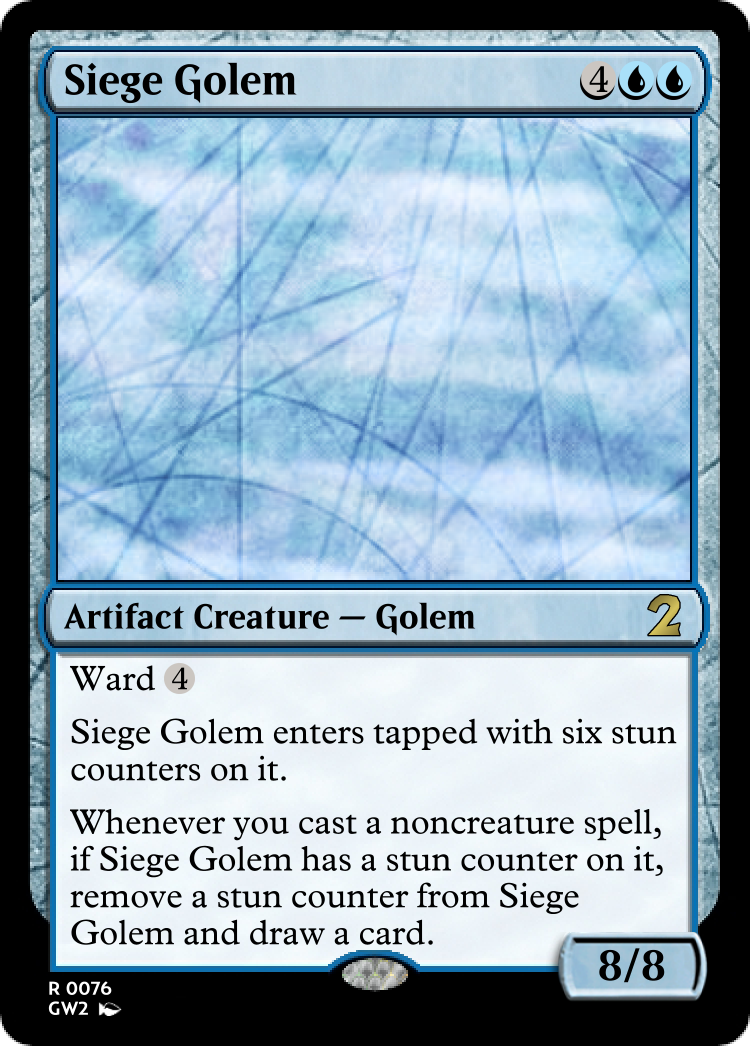 Siege Golem 4
Artifact Creature — Golem 2
Ward 4
Siege Golem enters tapped with six stun
counters on it.
Whenever you cast a noncreature spell,
if Siege Golem has a stun counter on it,
remove a stun counter from Siege
Golem and draw a card.
8/8
R 0076
GW2